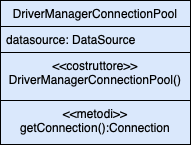 DriverManagerConnectionPool
datasource: DataSource
<<costruttore>>
DriverManagerConnectionPool()
<<metodi>>
getConnection():Connection